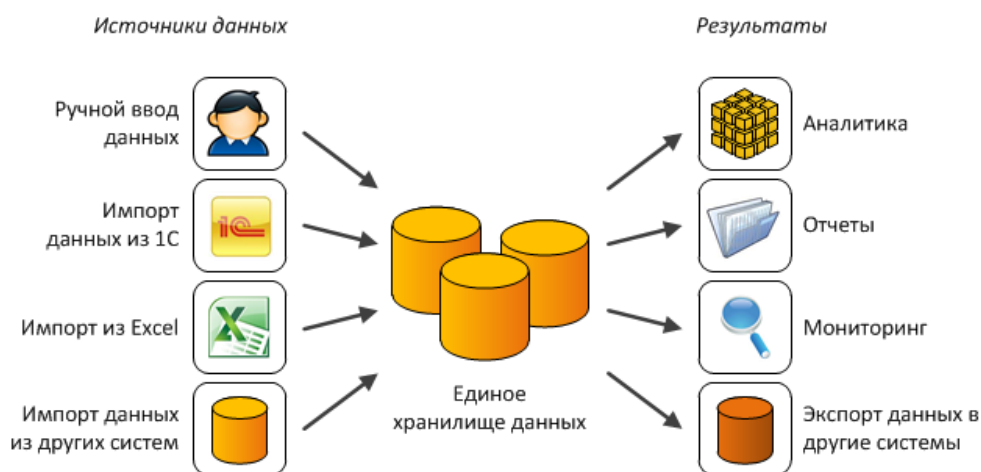 Источники данных
Результаты
Ручной ввод
данных
Импорт
данных из 1С
1С
Импорт из Excel
X
Импорт данных
из других систем
Единое
хранилище данных
Аналитика
Отчеты
Мониторинг
Экспорт данных в
другие системы